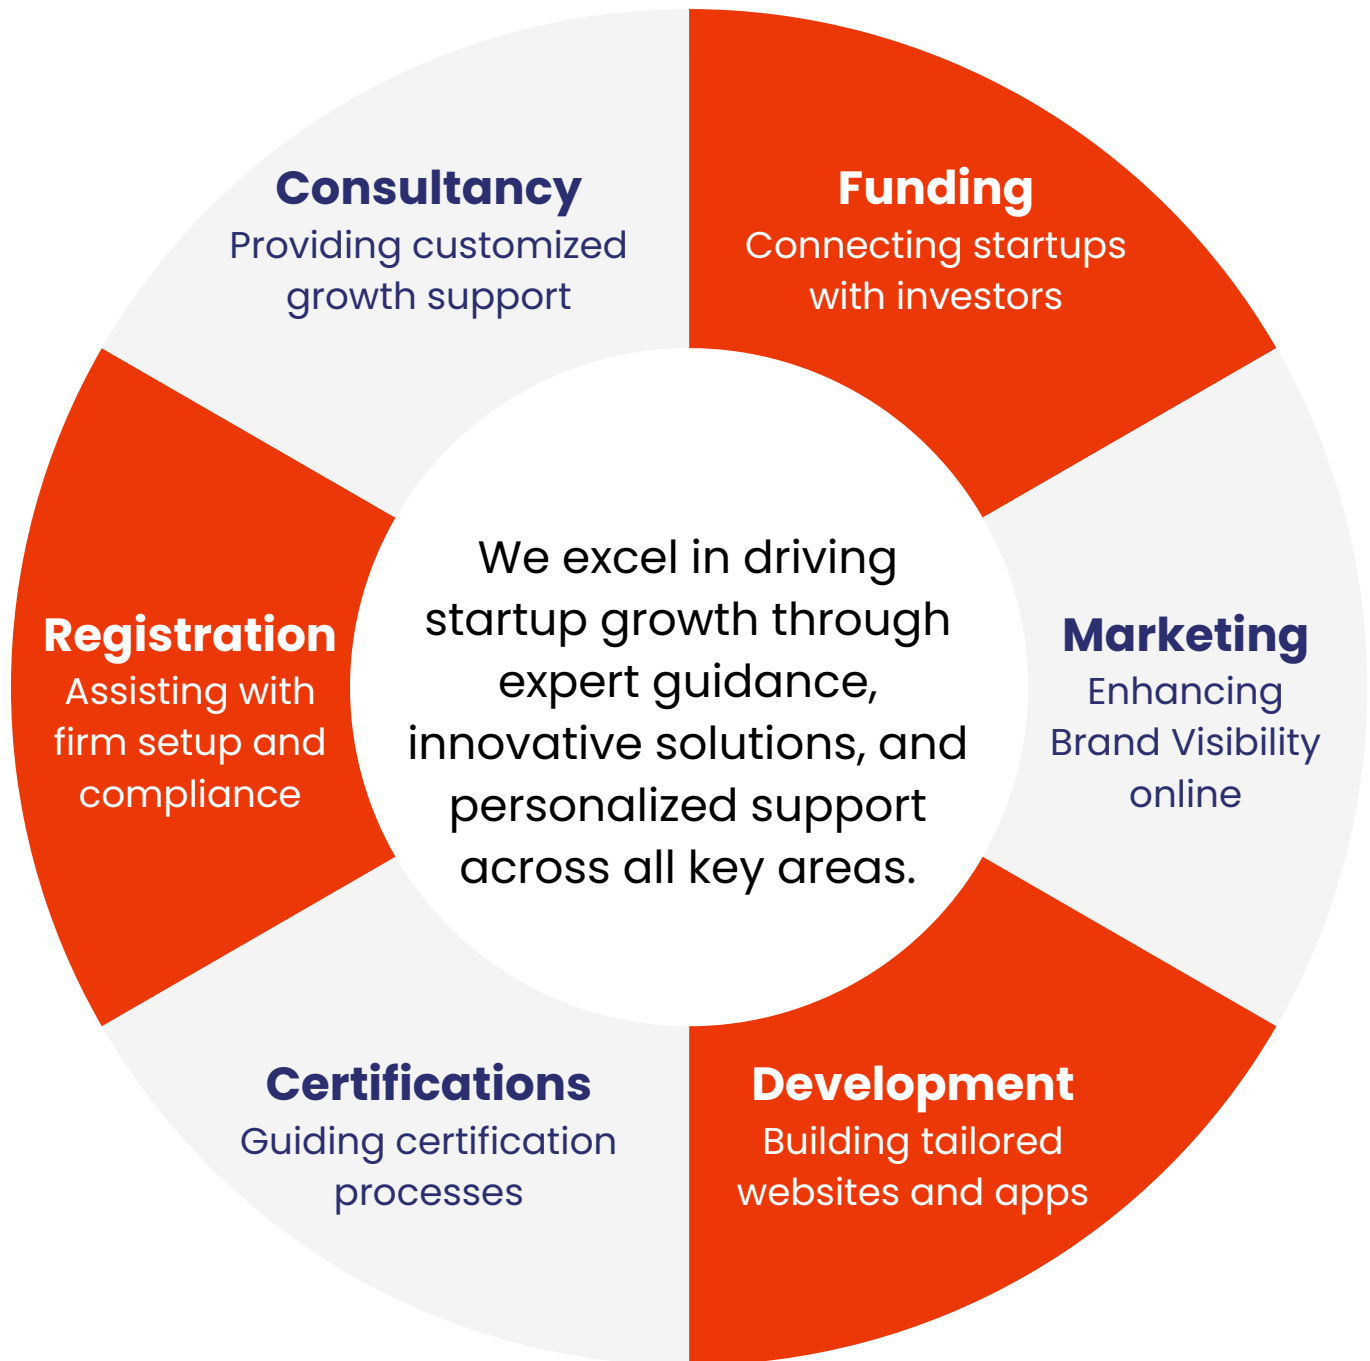 Consultancy
Providing customized
growth support
Funding
Connecting startups
with investors
Registration
Assisting with
firm setup and
compliance
We excel in driving
startup growth through
expert guidance,
innovative solutions, and
personalized support
across all key areas.
Marketing
Enhancing
Brand Visibility
online
Certifications
Guiding certification
processes
Development
Building tailored
websites and apps